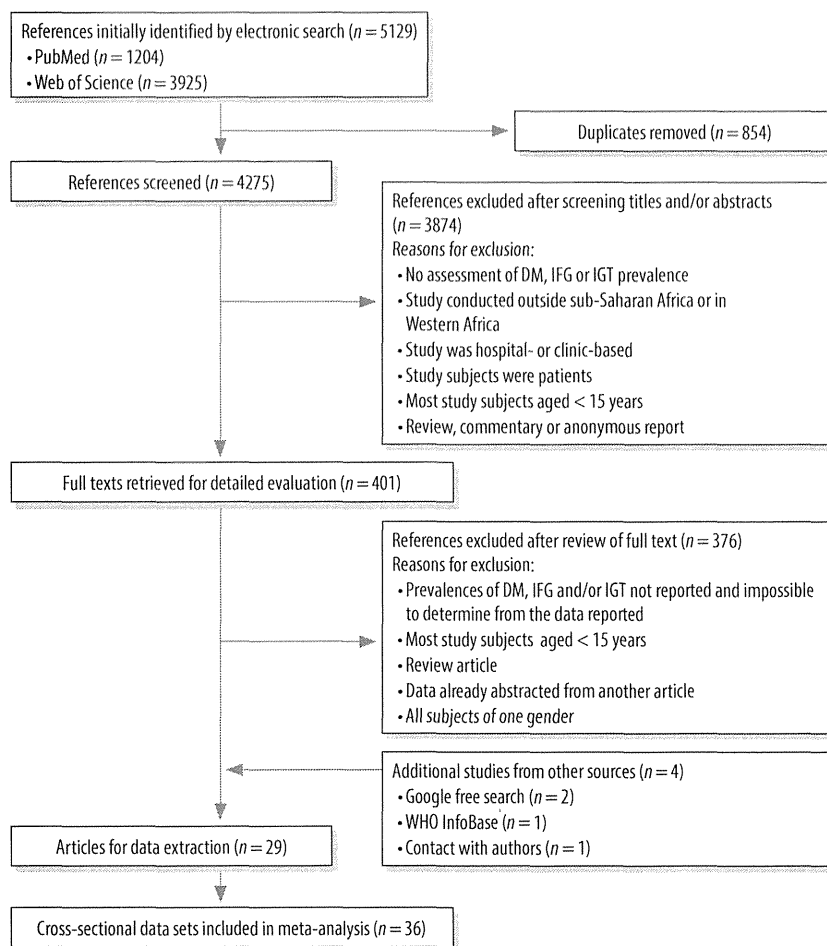 References initially identified by electronic search (n = 5129)
• PubMed (n = 1204)
• Web of Science (n = 3925)
Duplicates removed (n = 854)
References screened (n = 4275)
References excluded after screening titles and/or abstracts
(n = 3874)
Reasons for exclusion:
• No assessment of DM, IFG or IGT prevalence
• Study conducted outside sub-Saharan Africa or in
Western Africa
• Study was hospital- or clinic-based
• Study subjects were patients
• Most study subjects aged < 15 years
• Review, commentary or anonymous report
Full texts retrieved for detailed evaluation (n = 401)
References excluded after review of full text (n = 376)
Reasons for exclusion:
• Prevalences of DM, IFG and/or IGT not reported and impossible
to determine from the data reported
• Most study subjects aged < 15 years
• Review article
• Data already abstracted from another article
• All subjects of one gender
Additional studies from other sources (n = 4)
• Google free search (n = 2)
• WHO InfoBase (n = 1)
• Contact with authors (n = 1)
Articles for data extraction (n = 29)
Cross-sectional data sets included in meta-analysis (n = 36)